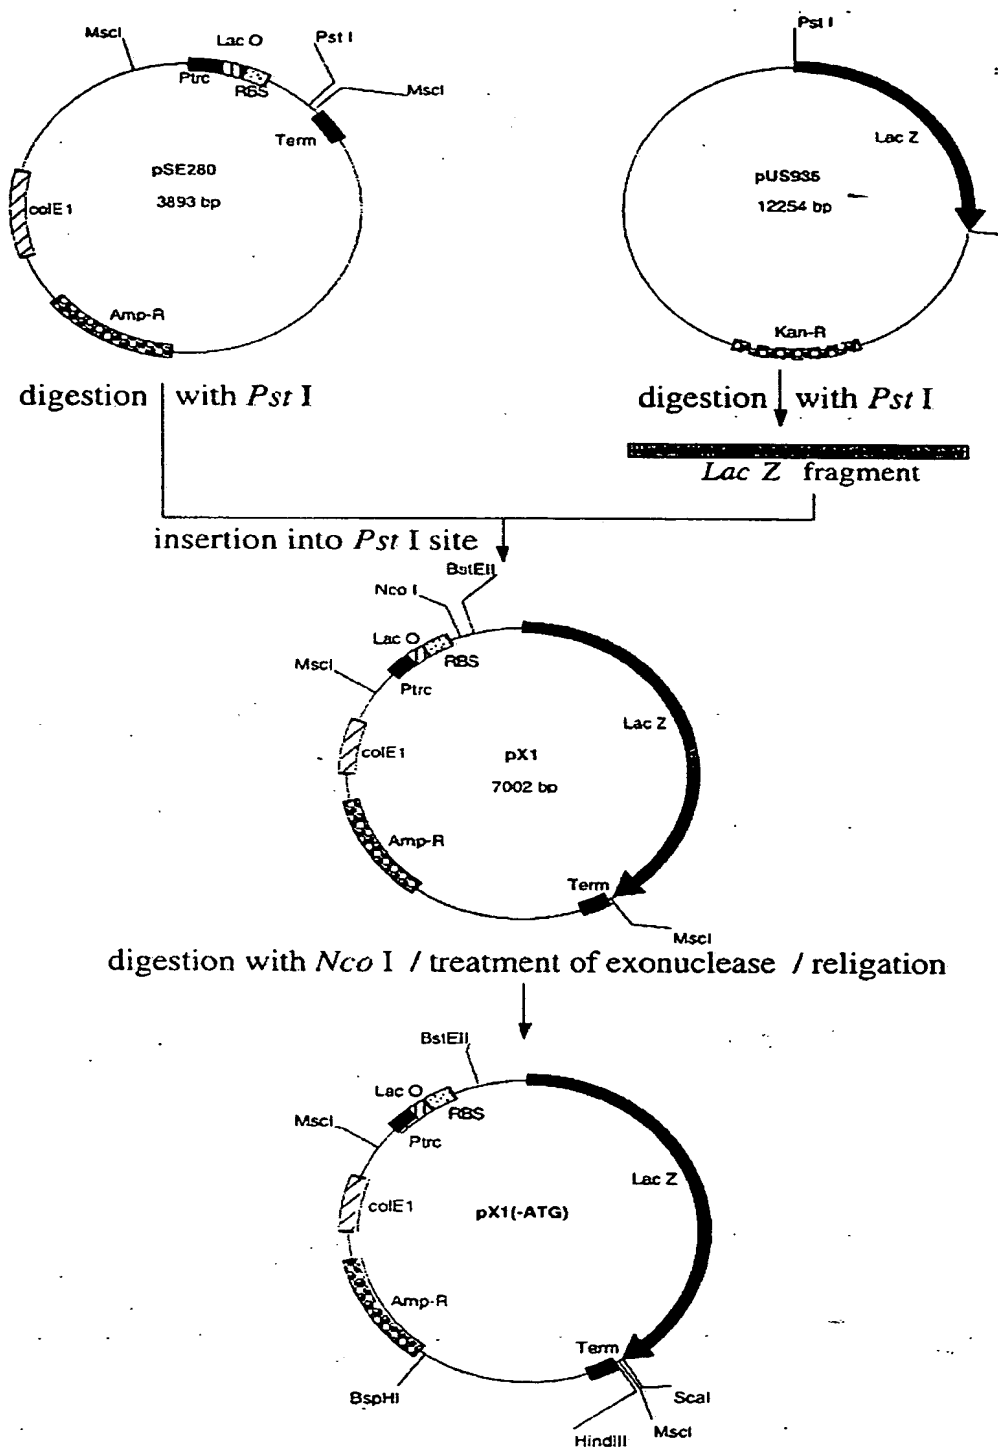 MscI
Lac O
Pst I
MscI
Ptrc
RBS
Term
pSE280
3893 bp
colE1
Amp-R
Pst I
Lac Z
pUS935
12254 bp
Kan-R
digestion with Pst I
digestion with Pst I
Lac Z fragment
insertion into Pst I site
BstEII
Nco I
Lac O
RBS
MscI
Ptrc
Lac Z
colE1
pX1
7002 bp
Amp-R
Term
MscI
digestion with Nco I / treatment of exonuclease / religation
BstEII
Lac O
RBS
MscI
Ptrc
Lac Z
colE1
pX1(-ATG)
Amp-R
Term
BspHI
ScaI
MscI
HindIII